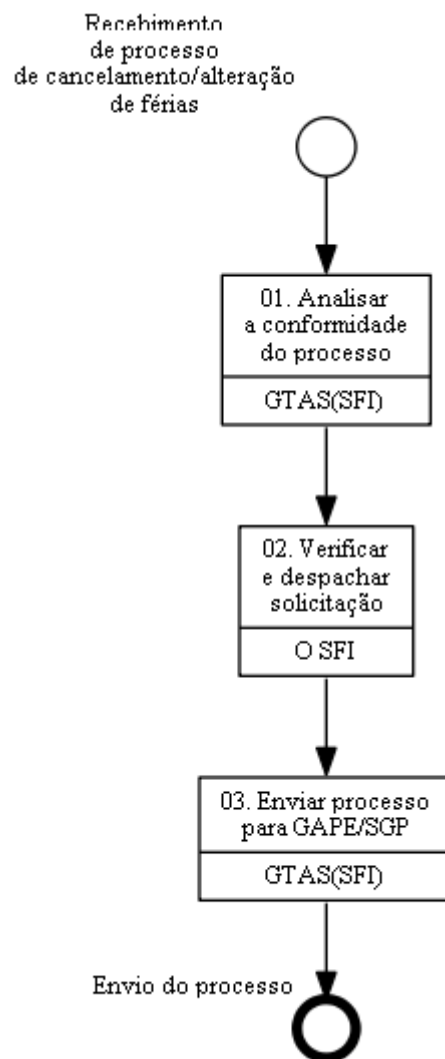 Recebimento
de processo
de cancelamento/alteração
de férias
01. Analisar
a conformidade
do processo
GTAS(SFI)
02. Verificar
e despachar
solicitação
O SFI
03. Enviar processo
para GAPE/SGP
GTAS(SFI)
Envio do processo